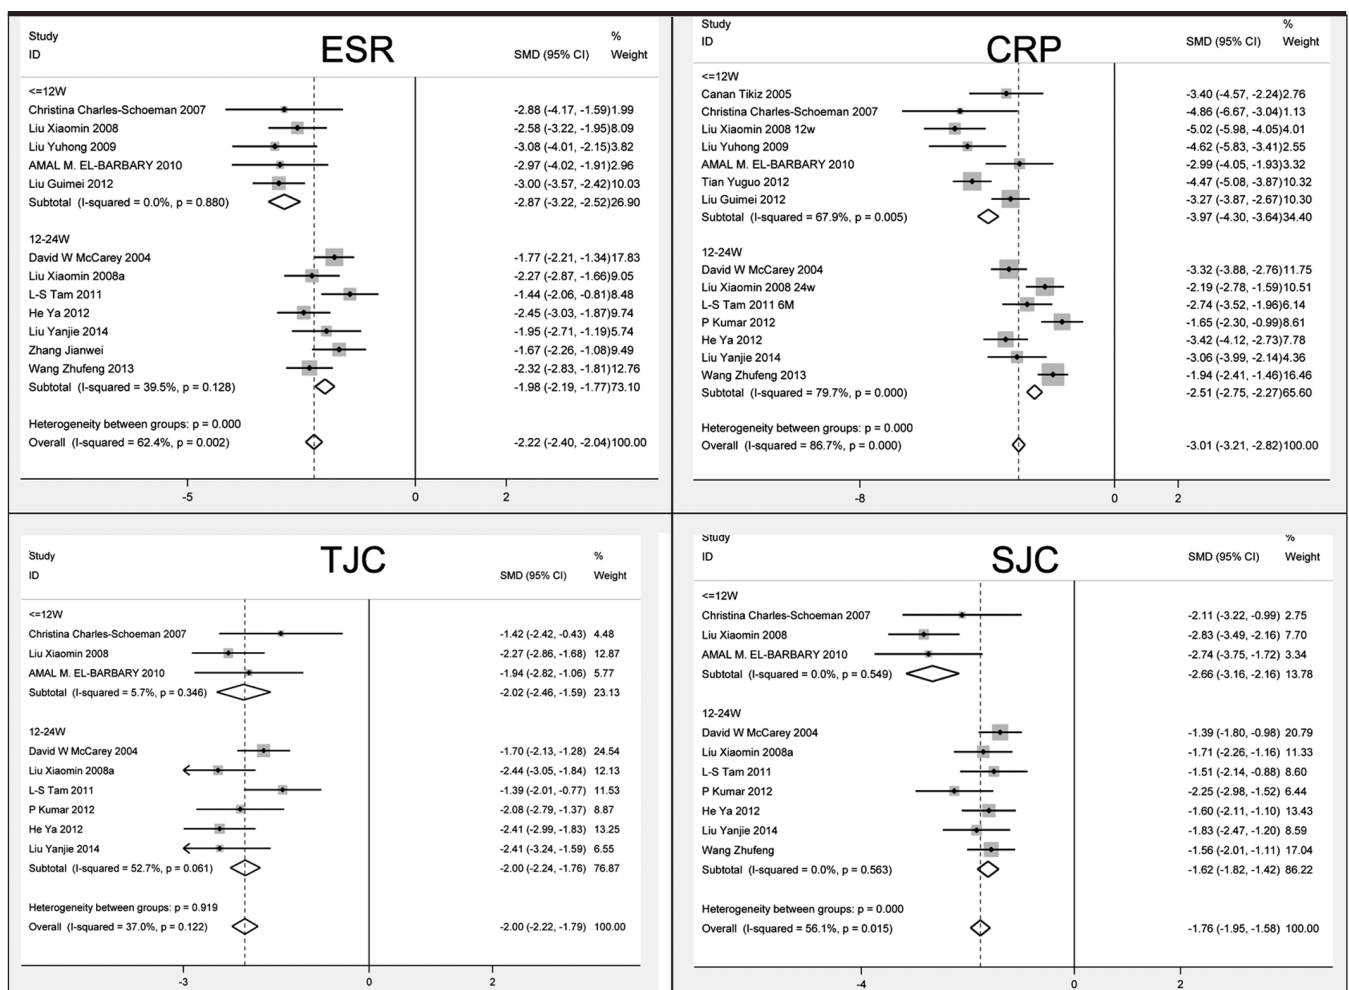 Study
ESR
%
ID
SMD (95% CI) Weight
<=12W
Christina Charles-Schoeman 2007 -2.88 (-4.17, -1.59) 1.99
Liu Xiaomin 2008 -2.58 (-3.22, -1.95) 8.09
Liu Yuhong 2009 -3.08 (-4.01, -2.15) 3.82
AMAL M. EL-BARBARY 2010 -2.97 (-4.02, -1.91) 2.96
Liu Guimei 2012 -3.00 (-3.57, -2.42) 10.03
Subtotal (I-squared = 0.0%, p = 0.880) -2.87 (-3.22, -2.52) 26.90
12-24W
David W McCarey 2004 -1.77 (-2.21, -1.34) 17.83
Liu Xiaomin 2008a -2.27 (-2.87, -1.66) 9.05
L-S Tam 2011 -1.44 (-2.06, -0.81) 8.48
He Ya 2012 -2.45 (-3.03, -1.87) 9.74
Liu Yanjie 2014 -1.95 (-2.71, -1.19) 5.74
Zhang Jianwei -1.67 (-2.26, -1.08) 9.49
Wang Zhufeng 2013 -2.32 (-2.83, -1.81) 12.76
Subtotal (I-squared = 39.5%, p = 0.128) -1.98 (-2.19, -1.77) 73.10
Heterogeneity between groups: p = 0.000
Overall (I-squared = 62.4%, p = 0.002) -2.22 (-2.40, -2.04) 100.00
-5 0 2
Study
CRP
%
ID
SMD (95% CI) Weight
<=12W
Canan Tikiz 2005 -3.40 (-4.57, -2.24) 2.76
Christina Charles-Schoeman 2007 -4.86 (-6.67, -3.04) 1.13
Liu Xiaomin 2008 12w -5.02 (-5.98, -4.05) 4.01
Liu Yuhong 2009 -4.62 (-5.83, -3.41) 2.55
AMAL M. EL-BARBARY 2010 -2.99 (-4.05, -1.93) 3.32
Tian Yuguo 2012 -4.47 (-5.08, -3.87) 10.32
Liu Guimei 2012 -3.27 (-3.87, -2.67) 10.30
Subtotal (I-squared = 67.9%, p = 0.005) -3.97 (-4.30, -3.64) 34.40
12-24W
David W McCarey 2004 -3.32 (-3.88, -2.76) 11.75
Liu Xiaomin 2008 24w -2.19 (-2.78, -1.59) 10.51
L-S Tam 2011 6M -2.74 (-3.52, -1.96) 6.14
P Kumar 2012 -1.65 (-2.30, -0.99) 8.61
He Ya 2012 -3.42 (-4.12, -2.73) 7.78
Liu Yanjie 2014 -3.06 (-3.99, -2.14) 4.36
Wang Zhufeng 2013 -1.94 (-2.41, -1.46) 16.46
Subtotal (I-squared = 79.7%, p = 0.000) -2.51 (-2.75, -2.27) 65.60
Heterogeneity between groups: p = 0.000
Overall (I-squared = 86.7%, p = 0.000) -3.01 (-3.21, -2.82) 100.00
-8 0 2
Study
TJC
%
ID
SMD (95% CI) Weight
<=12W
Christina Charles-Schoeman 2007 -1.42 (-2.42, -0.43) 4.48
Liu Xiaomin 2008 -2.27 (-2.86, -1.68) 12.87
AMAL M. EL-BARBARY 2010 -1.94 (-2.82, -1.06) 5.77
Subtotal (I-squared = 5.7%, p = 0.346) -2.02 (-2.46, -1.59) 23.13
12-24W
David W McCarey 2004 -1.70 (-2.13, -1.28) 24.54
Liu Xiaomin 2008a -2.44 (-3.05, -1.84) 12.13
L-S Tam 2011 -1.39 (-2.01, -0.77) 11.53
P Kumar 2012 -2.08 (-2.79, -1.37) 8.87
He Ya 2012 -2.41 (-2.99, -1.83) 13.25
Liu Yanjie 2014 -2.41 (-3.24, -1.59) 6.55
Subtotal (I-squared = 52.7%, p = 0.061) -2.00 (-2.24, -1.76) 76.87
Heterogeneity between groups: p = 0.919
Overall (I-squared = 37.0%, p = 0.122) -2.00 (-2.22, -1.79) 100.00
-3 0 2
Study
SJC
%
ID
SMD (95% CI) Weight
<=12W
Christina Charles-Schoeman 2007 -2.11 (-3.22, -0.99) 2.75
Liu Xiaomin 2008 -2.83 (-3.49, -2.16) 7.70
AMAL M. EL-BARBARY 2010 -2.74 (-3.75, -1.72) 3.34
Subtotal (I-squared = 0.0%, p = 0.549) -2.66 (-3.16, -2.16) 13.78
12-24W
David W McCarey 2004 -1.39 (-1.80, -0.98) 20.79
Liu Xiaomin 2008a -1.71 (-2.26, -1.16) 11.33
L-S Tam 2011 -1.51 (-2.14, -0.88) 8.60
P Kumar 2012 -2.25 (-2.98, -1.52) 6.44
He Ya 2012 -1.60 (-2.11, -1.10) 13.43
Liu Yanjie 2014 -1.83 (-2.47, -1.20) 8.59
Wang Zhufeng -1.56 (-2.01, -1.11) 17.04
Subtotal (I-squared = 0.0%, p = 0.563) -1.62 (-1.82, -1.42) 86.22
Heterogeneity between groups: p = 0.000
Overall (I-squared = 56.1%, p = 0.015) -1.76 (-1.95, -1.58) 100.00
-4 0 2